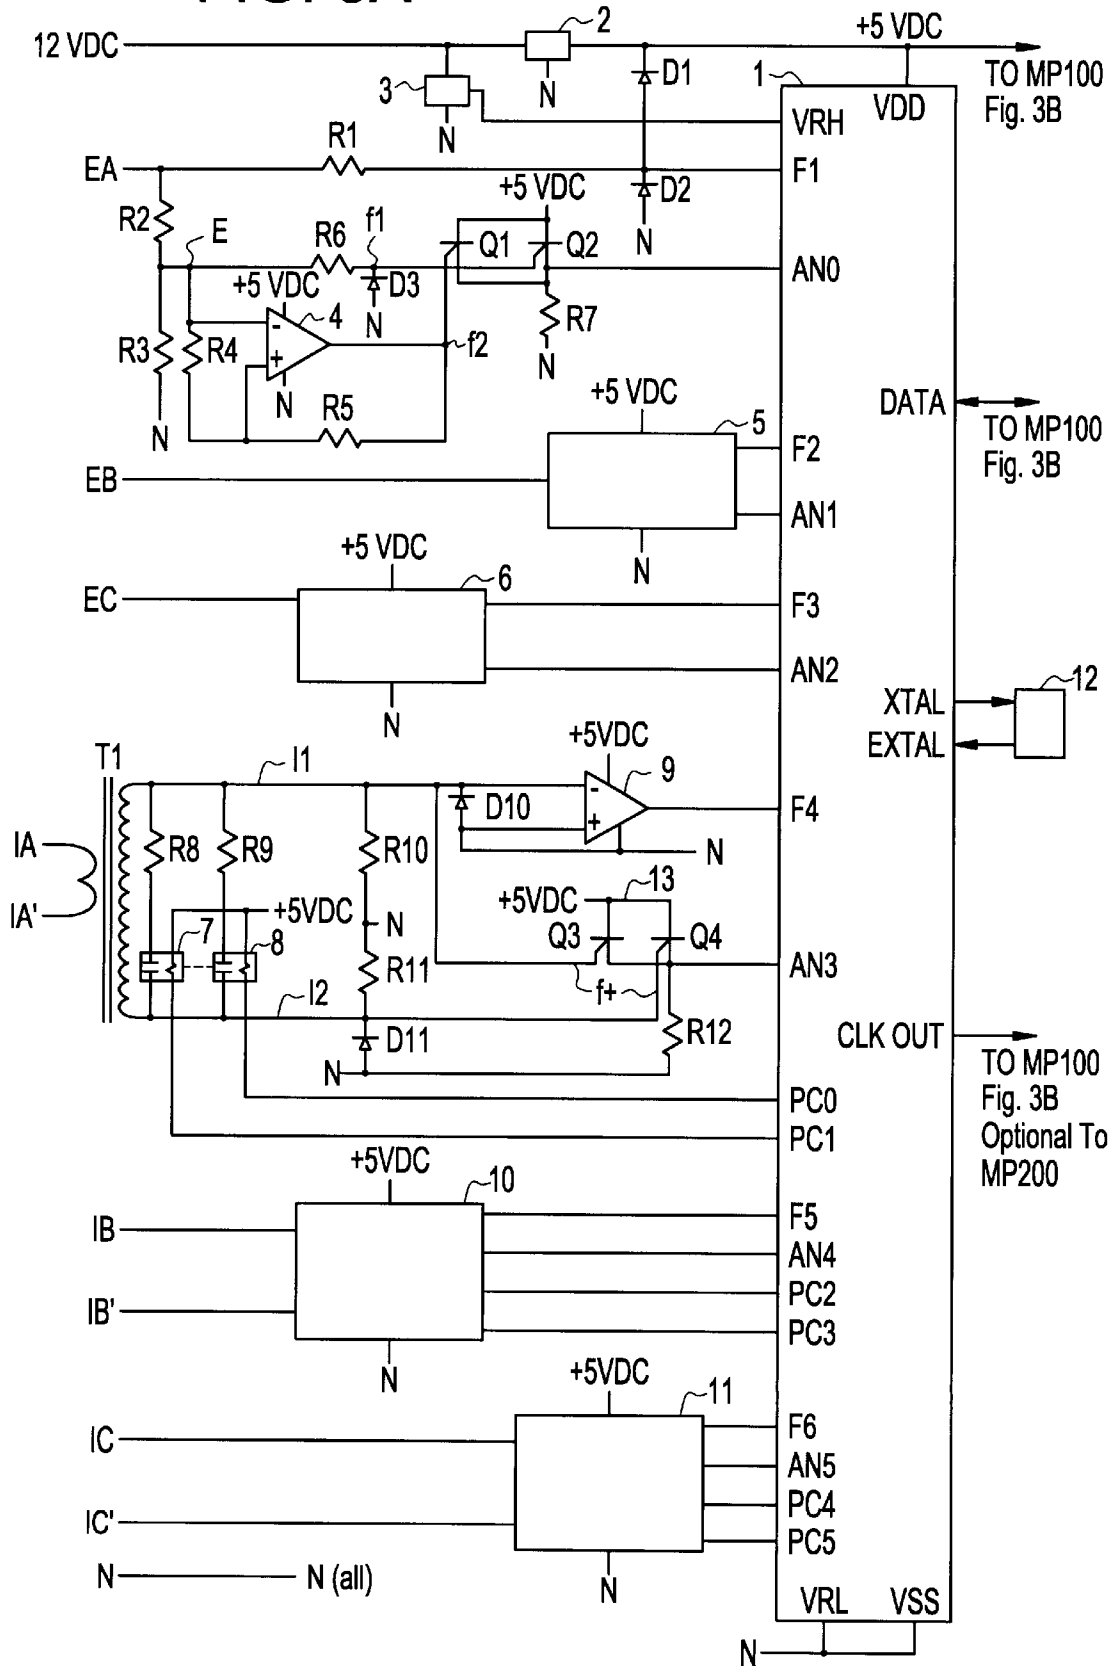 12 VDC
2
+5 VDC
TO MP100
Fig. 3B
3
N
N
D1
1
VDD
VRH
EA
R1
F1
D2
N
+5 VDC
R2
E
R6
f1
Q1
Q2
AN0
+5 VDC
4
D3
N
R7
N
R3
R4
-
+
N
f2
R5
N
DATA
TO MP100
Fig. 3B
+5 VDC
5
F2
EB
AN1
N
+5 VDC
6
EC
F3
AN2
N
XTAL
EXTAL
12
T1
I1
+5VDC
9
-
+
D10
F4
N
IA
IA'
R8
R9
R10
N
+5VDC
7
8
R11
+5VDC
13
Q3
Q4
AN3
f+
I2
D11
N
R12
CLK OUT
TO MP100
Fig. 3B
Optional To
MP200
PC0
PC1
+5VDC
10
IB
IB'
F5
AN4
PC2
PC3
N
+5VDC
11
IC
IC'
F6
AN5
PC4
PC5
N
N
N (all)
VRL
VSS
N